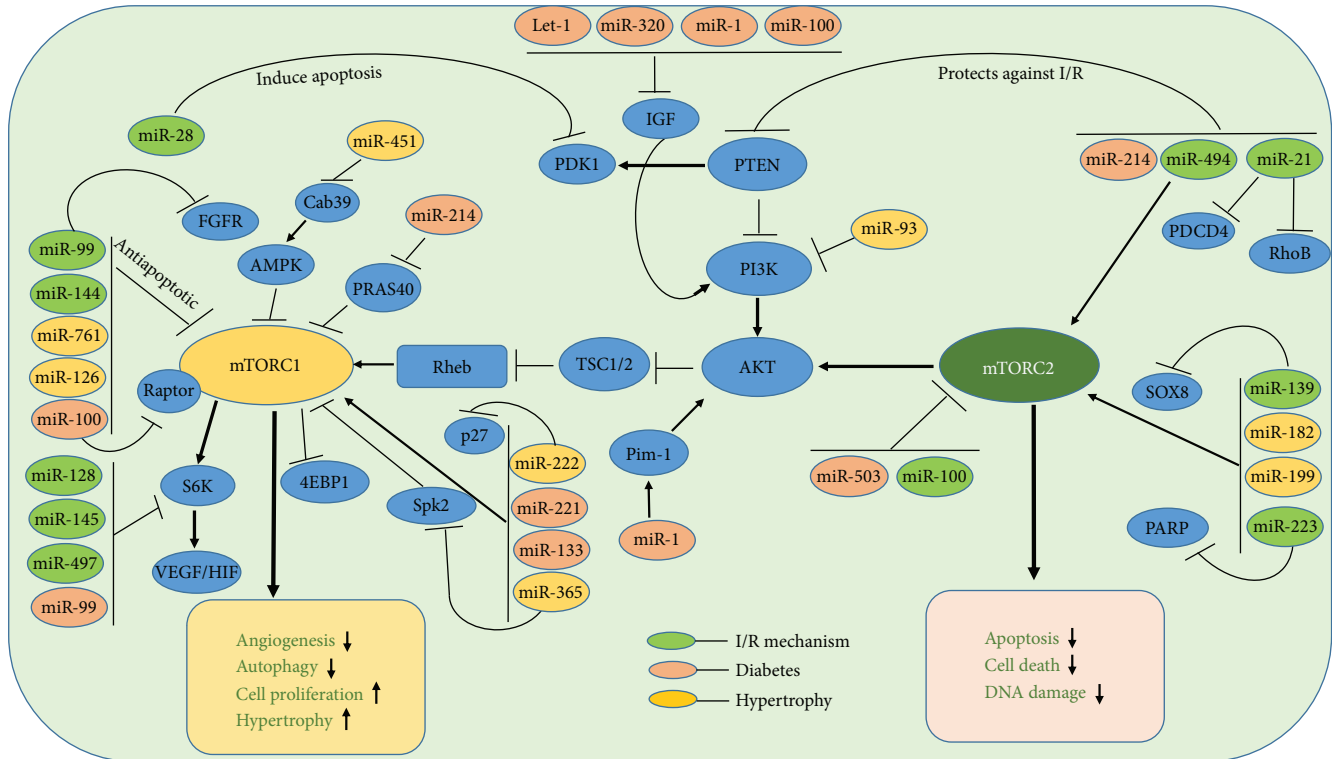 Let-1 miR-320 miR-1 miR-100
Induce apoptosis
Protects against I/R
miR-28
miR-451
IGF
PDK1
PTEN
miR-214 miR-494 miR-21
Cab39
FGFR
miR-214
miR-93
PDCD4
RhoB
miR-99
Antiapoptotic
AMPK
PRAS40
PI3K
miR-144
miR-761
miR-126
miR-100
mTORC1
Raptor
Rheb
TSC1/2
AKT
mTORC2
SOX8
miR-139
miR-182
miR-199
miR-223
p27
Pim-1
miR-222
miR-221
miR-133
miR-365
miR-503 miR-100
miR-128
miR-145
miR-497
miR-99
S6K
4EBP1
Spk2
miR-1
PARP
VEGF/HIF
Angiogenesis ↓
Autophagy ↓
Cell proliferation ↑
Hypertrophy ↑
I/R mechanism
Diabetes
Hypertrophy
Apoptosis ↓
Cell death ↓
DNA damage ↓